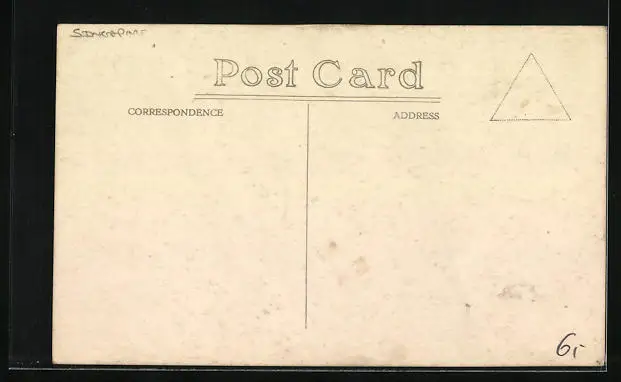 SINGAPORE
Post Card
CORRESPONDENCE
ADDRESS
6,-